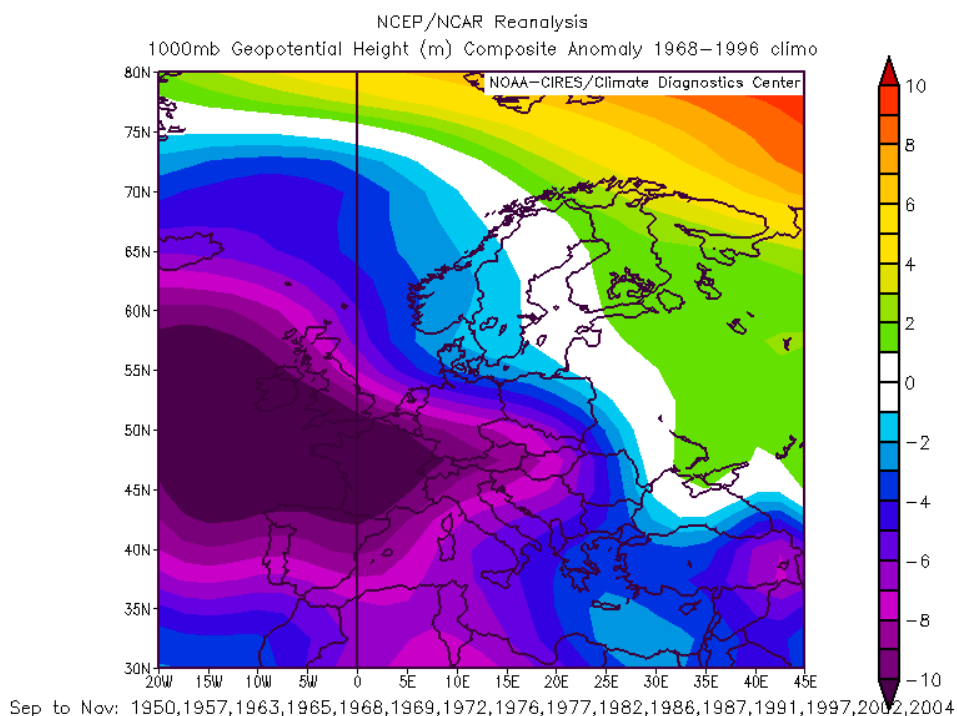 NCEP/NCAR Reanalysis
1000mb Geopotential Height (m) Composite Anomaly 1968-1996 climo
NOAA-CIRES/Climate Diagnostics Center
80N
75N
70N
65N
60N
55N
50N
45N
40N
35N
30N
20W 15W 10W 5W 0 5E 10E 15E 20E 25E 30E 35E 40E 45E
10
8
6
4
2
0
-2
-4
-6
-8
-10
Sep to Nov: 1950,1957,1963,1965,1968,1969,1972,1976,1977,1982,1986,1987,1991,1997,2002,2004